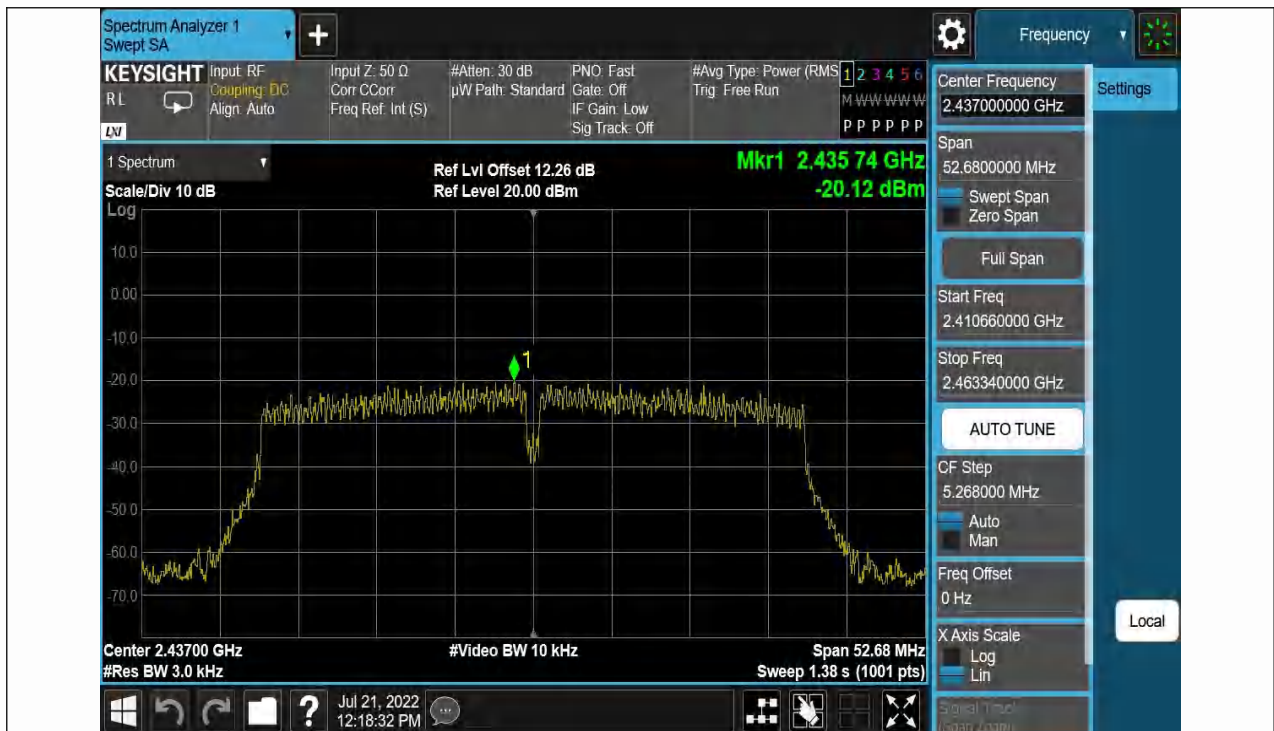 Spectrum Analyzer 1
Swept SA
Frequency
KEYSIGHT
R L
LXI
Input: RF
Coupling: DC
Align: Auto
Input Z: 50 Ω
Corr CCorr
Freq Ref: Int (S)
#Atten: 30 dB
µW Path: Standard
PNO: Fast
Gate: Off
IF Gain: Low
Sig Track: Off
#Avg Type: Power (RMS
Trig: Free Run
1 2 3 4 5 6
M W W W W W
P P P P P P
1 Spectrum
Scale/Div 10 dB
Log
Ref Lvl Offset 12.26 dB
Ref Level 20.00 dBm
Mkr1 2.435 74 GHz
-20.12 dBm
10.0
0.00
-10.0
-20.0
-30.0
-40.0
-50.0
-60.0
-70.0
1
Center 2.43700 GHz
#Res BW 3.0 kHz
#Video BW 10 kHz
Span 52.68 MHz
Sweep 1.38 s (1001 pts)
Jul 21, 2022
12:18:32 PM
Center Frequency
2.437000000 GHz
Settings
Span
52.6800000 MHz
Swept Span
Zero Span
Full Span
Start Freq
2.410660000 GHz
Stop Freq
2.463340000 GHz
AUTO TUNE
CF Step
5.268000 MHz
Auto
Man
Freq Offset
0 Hz
X Axis Scale
Log
Lin
Local
Signal Track
(Span Zoom)